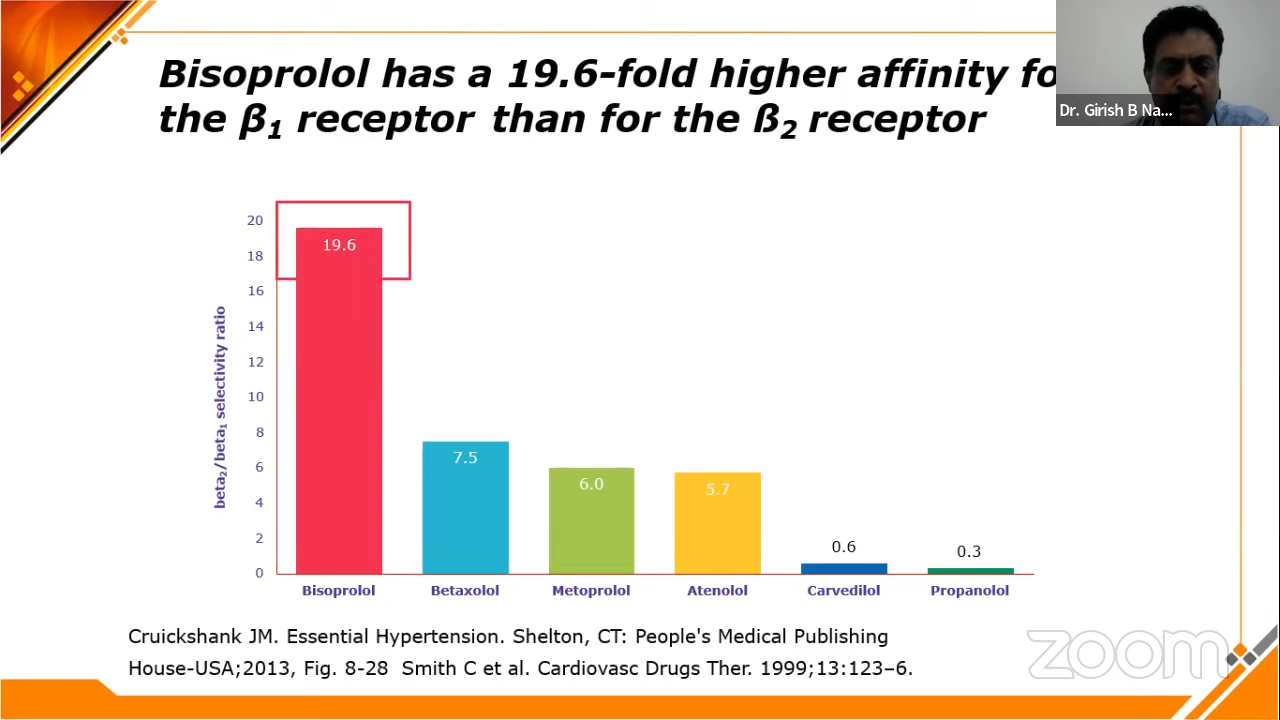 Bisoprolol has a 19.6-fold higher affinity fo
the β₁ receptor than for the ß₂ receptor
Dr. Girish B Na...
beta₂/beta₁ selectivity ratio
20
18
16
14
12
10
8
6
4
2
0
19.6
7.5
6.0
5.7
0.6
0.3
Bisoprolol
Betaxolol
Metoprolol
Atenolol
Carvedilol
Propanolol
Cruickshank JM. Essential Hypertension. Shelton, CT: People's Medical Publishing
House-USA;2013, Fig. 8-28 Smith C et al. Cardiovasc Drugs Ther. 1999;13:123–6.
zoom